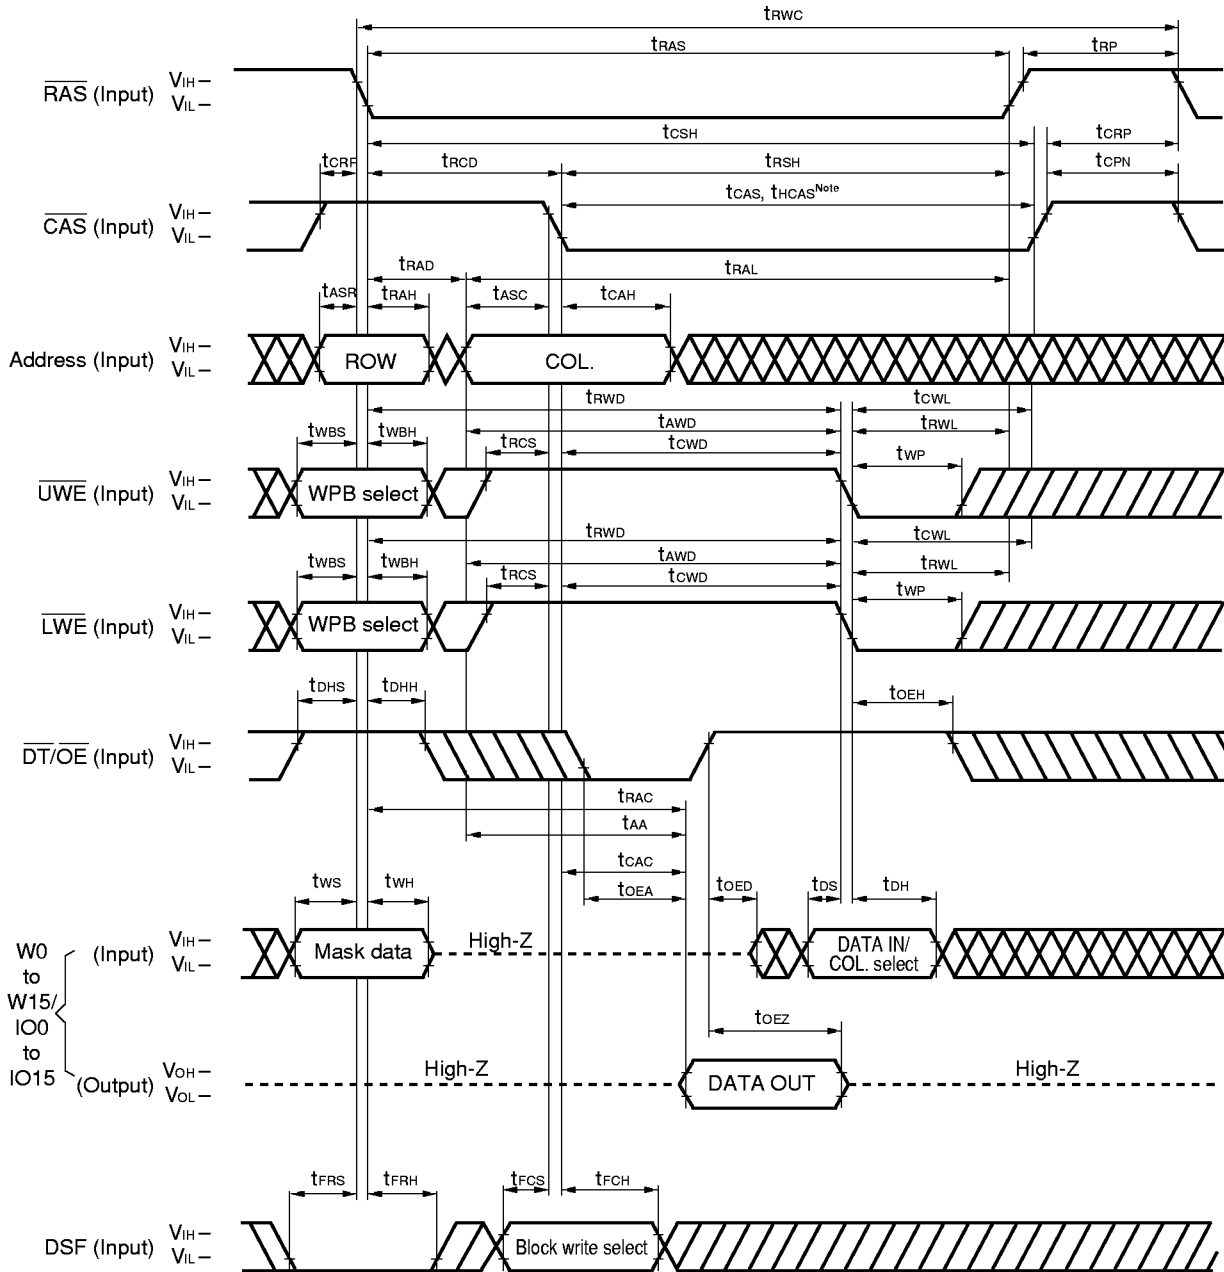 tRWC
tRAS tRP
RAS (Input) VIH VIL
tCSH tCRP
tCRP tRCD tRSH tCPN
tCAS, tHCAS Note
CAS (Input) VIH VIL
tRAD tRAL
tASR tRAH tASC tCAH
Address (Input) VIH VIL ROW COL.
tRWD tCWL
tWBS tWBH tAWD tRWL
tRCS tCWD tWP
UWE (Input) VIH VIL WPB select
tRWD tCWL
tWBS tWBH tAWD tRWL
tRCS tCWD tWP
LWE (Input) VIH VIL WPB select
tDHS tDHH tOEH
DT/OE (Input) VIH VIL
tRAC
tAA
tCAC
tWS tWH tOEA tOED tDS tDH
W0 to W15/ IO0 to IO15
(Input) VIH VIL Mask data High-Z DATA IN/ COL. select
tOEZ
(Output) VOH VOL High-Z DATA OUT High-Z
tFRS tFRH tFCS tFCH
DSF (Input) VIH VIL Block write select